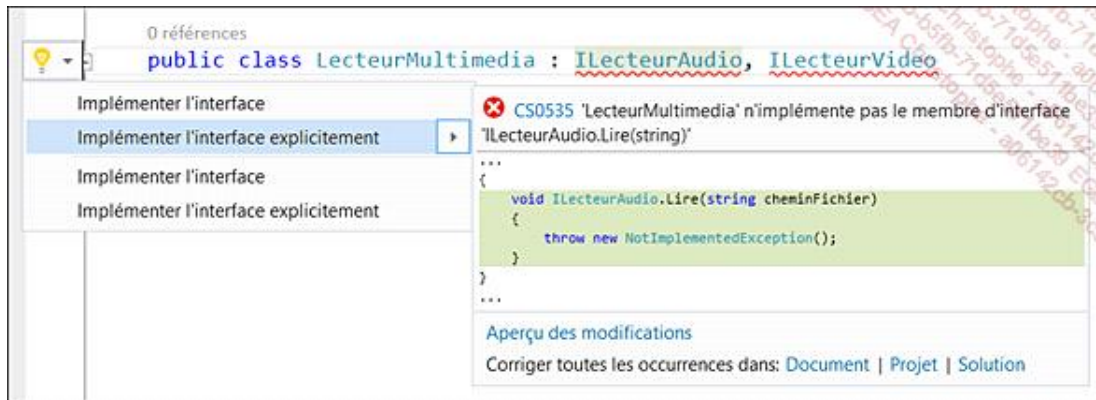 0 références
public class LecteurMultimedia : ILecteurAudio, ILecteurVideo
Implémenter l'interface
Implémenter l'interface explicitement
Implémenter l'interface
Implémenter l'interface explicitement
CS0535 'LecteurMultimedia' n'implémente pas le membre d'interface
'ILecteurAudio.Lire(string)'
...
{
void ILecteurAudio.Lire(string cheminFichier)
{
throw new NotImplementedException();
}
}
...
Aperçu des modifications
Corriger toutes les occurrences dans: Document | Projet | Solution